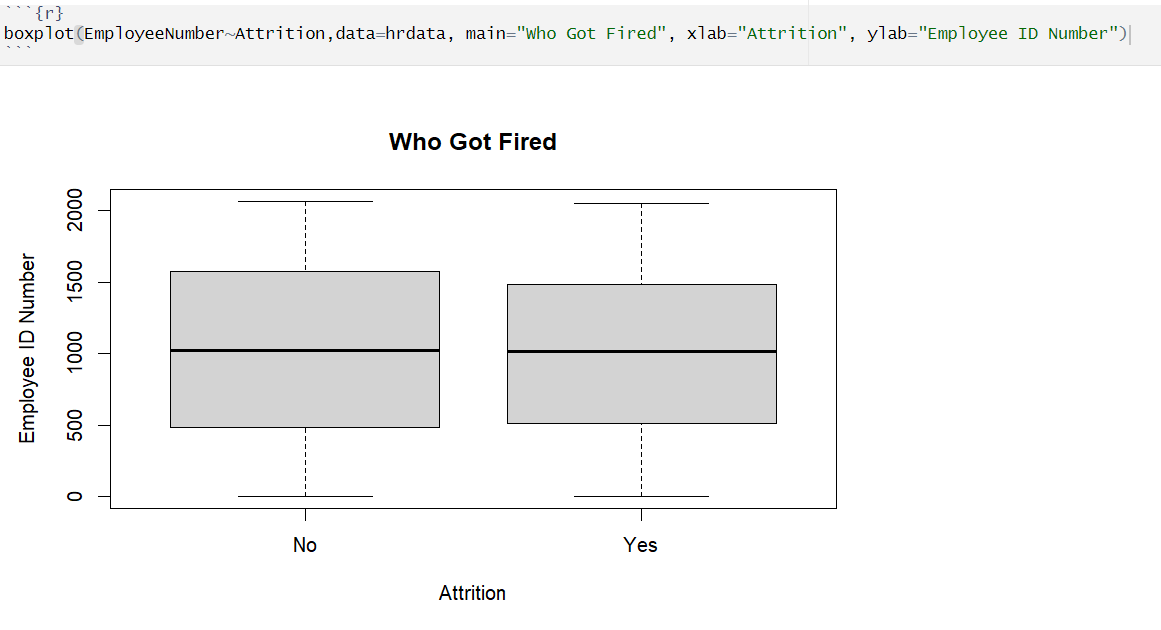 ```{r}
boxplot(EmployeeNumber~Attrition,data=hrdata, main="Who Got Fired", xlab="Attrition", ylab="Employee ID Number")
```
Who Got Fired
Employee ID Number
2000
1500
1000
500
0
No Yes
Attrition